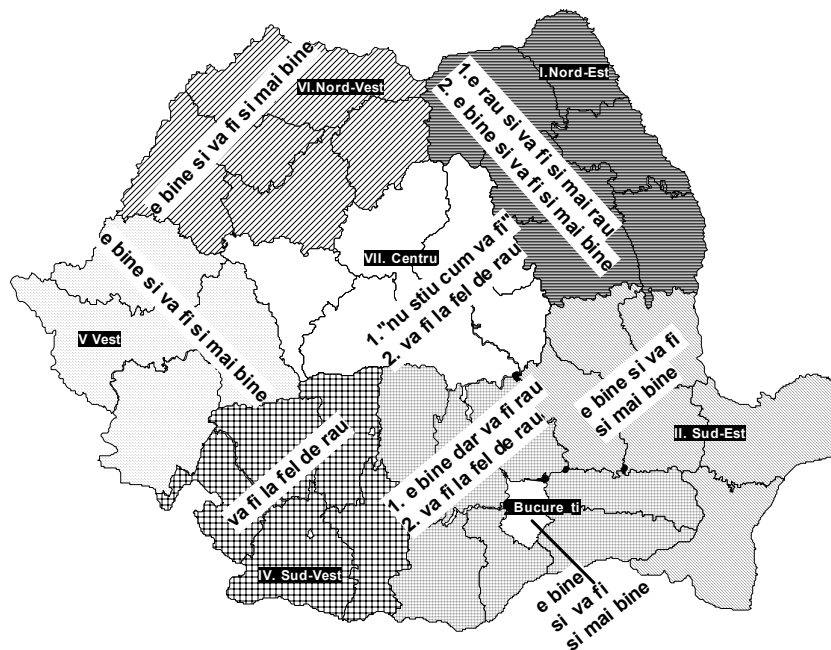 I.Nord-Est
VI.Nord-Vest
1.e rau si va fi si mai rau
2. e bine si va fi si mai bine
e bine si va fi si mai bine
e bine si va fi si mai bine
VII. Centru
1."nu stiu cum va fi"
2. va fi la fel de rau
V Vest
e bine si va fi
si mai bine
II. Sud-Est
va fi la fel de rau
1. e bine dar va fi rau
2. va fi la fel de rau
Bucure ti
IV. Sud-Vest
e bine
si va fi
si mai bine